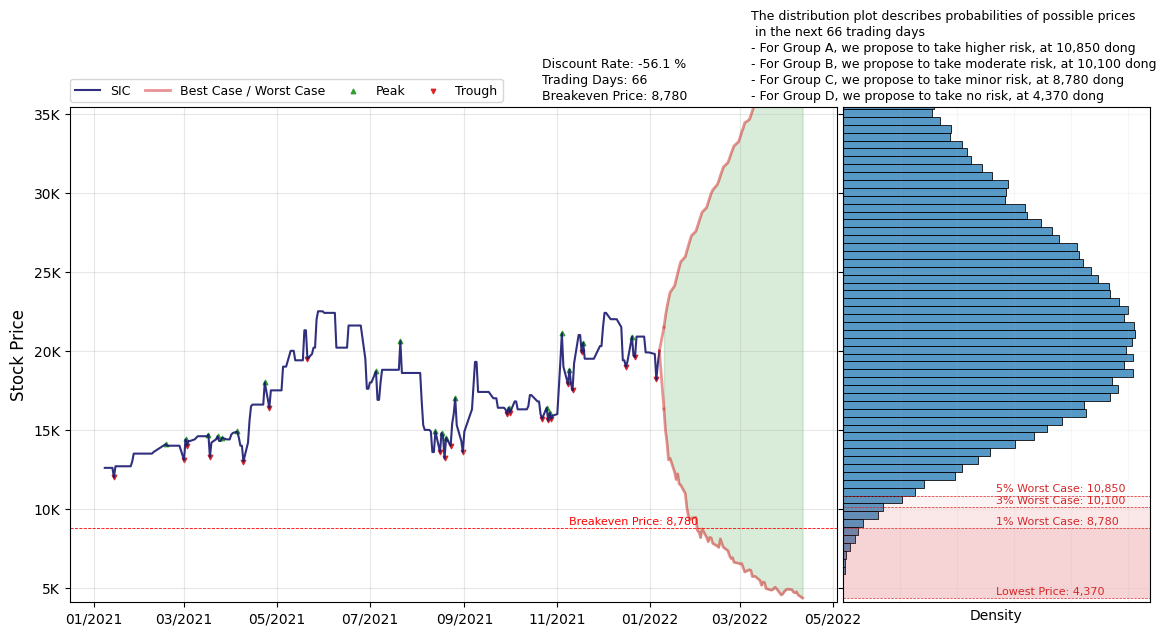 The distribution plot describes probabilities of possible prices
in the next 66 trading days
- For Group A, we propose to take higher risk, at 10,850 dong
- For Group B, we propose to take moderate risk, at 10,100 dong
- For Group C, we propose to take minor risk, at 8,780 dong
- For Group D, we propose to take no risk, at 4,370 dong
Discount Rate: -56.1 %
Trading Days: 66
Breakeven Price: 8,780
SIC Best Case / Worst Case Peak Trough
Stock Price
35K
30K
25K
20K
15K
10K
5K
Breakeven Price: 8,780
01/2021 03/2021 05/2021 07/2021 09/2021 11/2021 01/2022 03/2022 05/2022
5% Worst Case: 10,850
3% Worst Case: 10,100
1% Worst Case: 8,780
Lowest Price: 4,370
Density